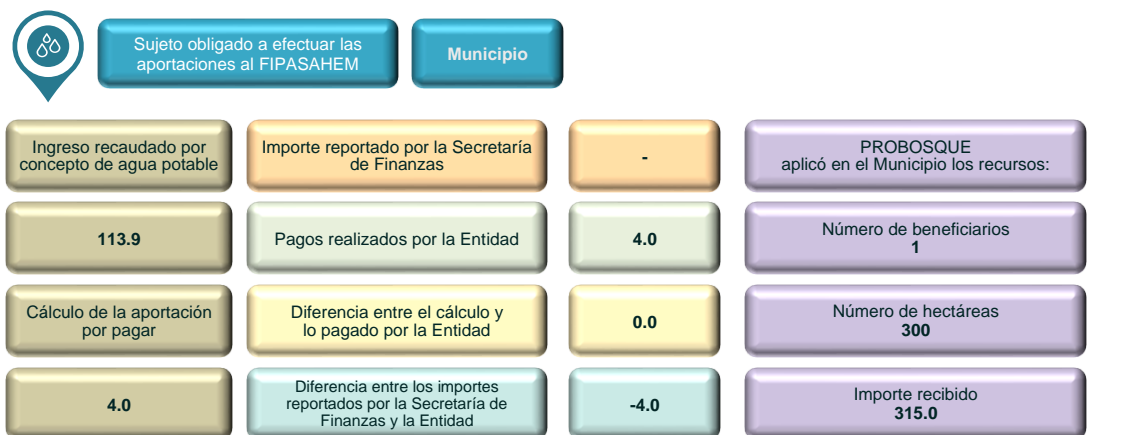 Sujeto obligado a efectuar las
aportaciones al FIPASAHEM
Municipio
Ingreso recaudado por
concepto de agua potable
Importe reportado por la Secretaría
de Finanzas
-
PROBOSQUE
aplicó en el Municipio los recursos:
113.9
Pagos realizados por la Entidad
4.0
Número de beneficiarios
1
Cálculo de la aportación
por pagar
Diferencia entre el cálculo y
lo pagado por la Entidad
0.0
Número de hectáreas
300
4.0
Diferencia entre los importes
reportados por la Secretaría de
Finanzas y la Entidad
-4.0
Importe recibido
315.0